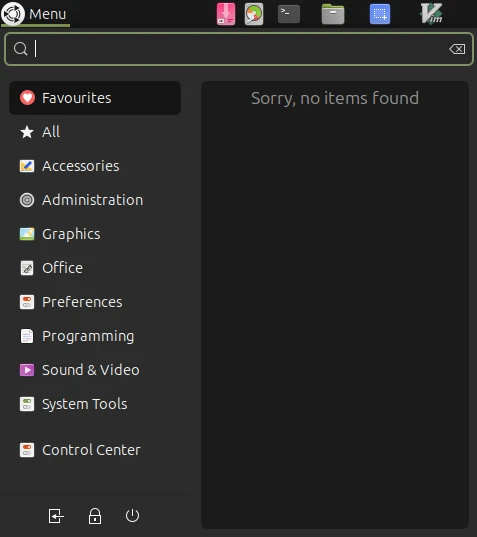 Menu
Vim
Favourites
Sorry, no items found
All
Accessories
Administration
Graphics
Office
Preferences
Programming
Sound & Video
System Tools
Control Center